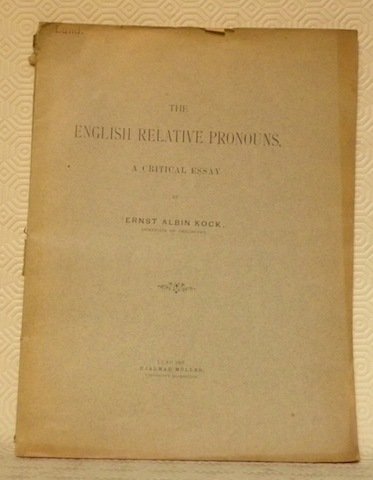 THE
ENGLISH RELATIVE PRONOUNS.
A CRITICAL ESSAY
BY
ERNST ALBIN KOCK
HJALMAR MÖLLER,